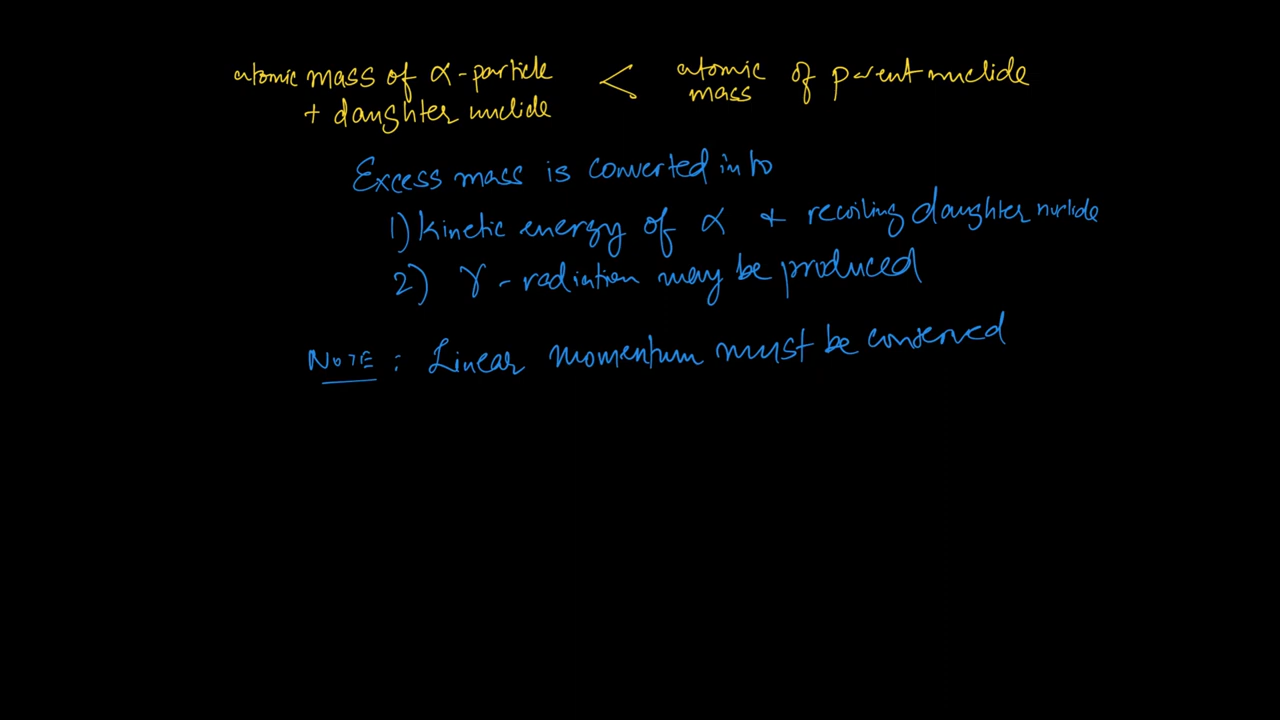 atomic mass of α-particle + daughter nuclide < atomic mass of parent nuclide
Excess mass is converted into
1) Kinetic energy of α + recoiling daughter nuclide
2) γ-radiation may be produced
NOTE: Linear momentum must be conserved